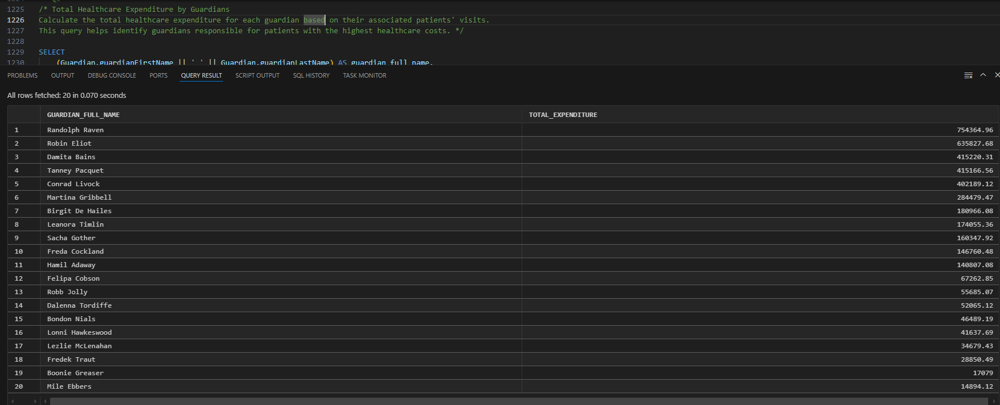 1225 /* Total Healthcare Expenditure by Guardians
1226 Calculate the total healthcare expenditure for each guardian based on their associated patients' visits.
1227 This query helps identify guardians responsible for patients with the highest healthcare costs. */
1228
1229 SELECT
1230 (Guardian.guardianFirstName || ' ' || Guardian.guardianLastName) AS guardian_full_name,
PROBLEMS OUTPUT DEBUG CONSOLE PORTS QUERY RESULT SCRIPT OUTPUT SQL HISTORY TASK MONITOR
All rows fetched: 20 in 0.070 seconds
GUARDIAN_FULL_NAME TOTAL_EXPENDITURE
1 Randolph Raven 754364.96
2 Robin Eliot 635827.68
3 Damita Bains 415220.31
4 Tanney Pacquet 415166.56
5 Conrad Livock 402189.12
6 Martina Gribbell 284479.47
7 Birgit De Hailes 180966.08
8 Leanora Timlin 174055.36
9 Sacha Gother 160347.92
10 Freda Cockland 146760.48
11 Hamil Adaway 140807.08
12 Felipa Cobson 67262.85
13 Robb Jolly 55685.07
14 Dalenna Tordiffe 52065.12
15 Bondon Nials 46489.19
16 Lonni Hawkeswood 41637.69
17 Lezlie McLenahan 34679.43
18 Fredek Traut 28850.49
19 Boonie Greaser 17079
20 Mile Ebbers 14894.12